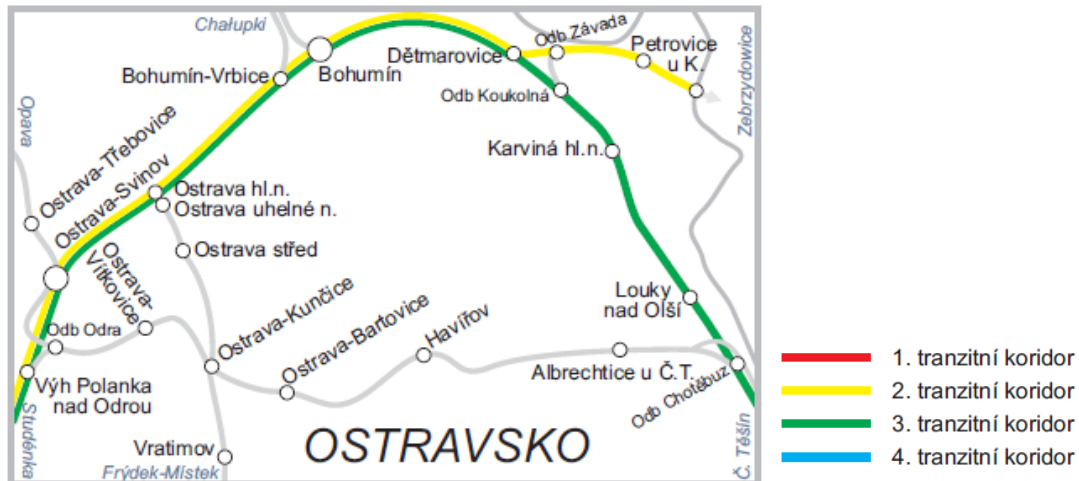 Chałupki
Odb Závada
Dětmarovice
Petrovice
u K.
Bohumín-Vrbice
Bohumín
Odb Koukolná
Opava
Zebrzydowice
Ostrava-Třebovice
Ostrava-Svinov
Karviná hl.n.
Ostrava hl.n.
Ostrava uhelné n.
Ostrava střed
Ostrava-
Vítkovice
Louky
nad Olší
Odb Odra
Ostrava-Kunčice
Ostrava-Bartovice
Havířov
Albrechtice u Č.T.
Odb Chotěbuz
Výh Polanka
nad Odrou
Studénka
Vratimov
Frýdek-Místek
OSTRAVSKO
Č. Těšín
1. tranzitní koridor
2. tranzitní koridor
3. tranzitní koridor
4. tranzitní koridor